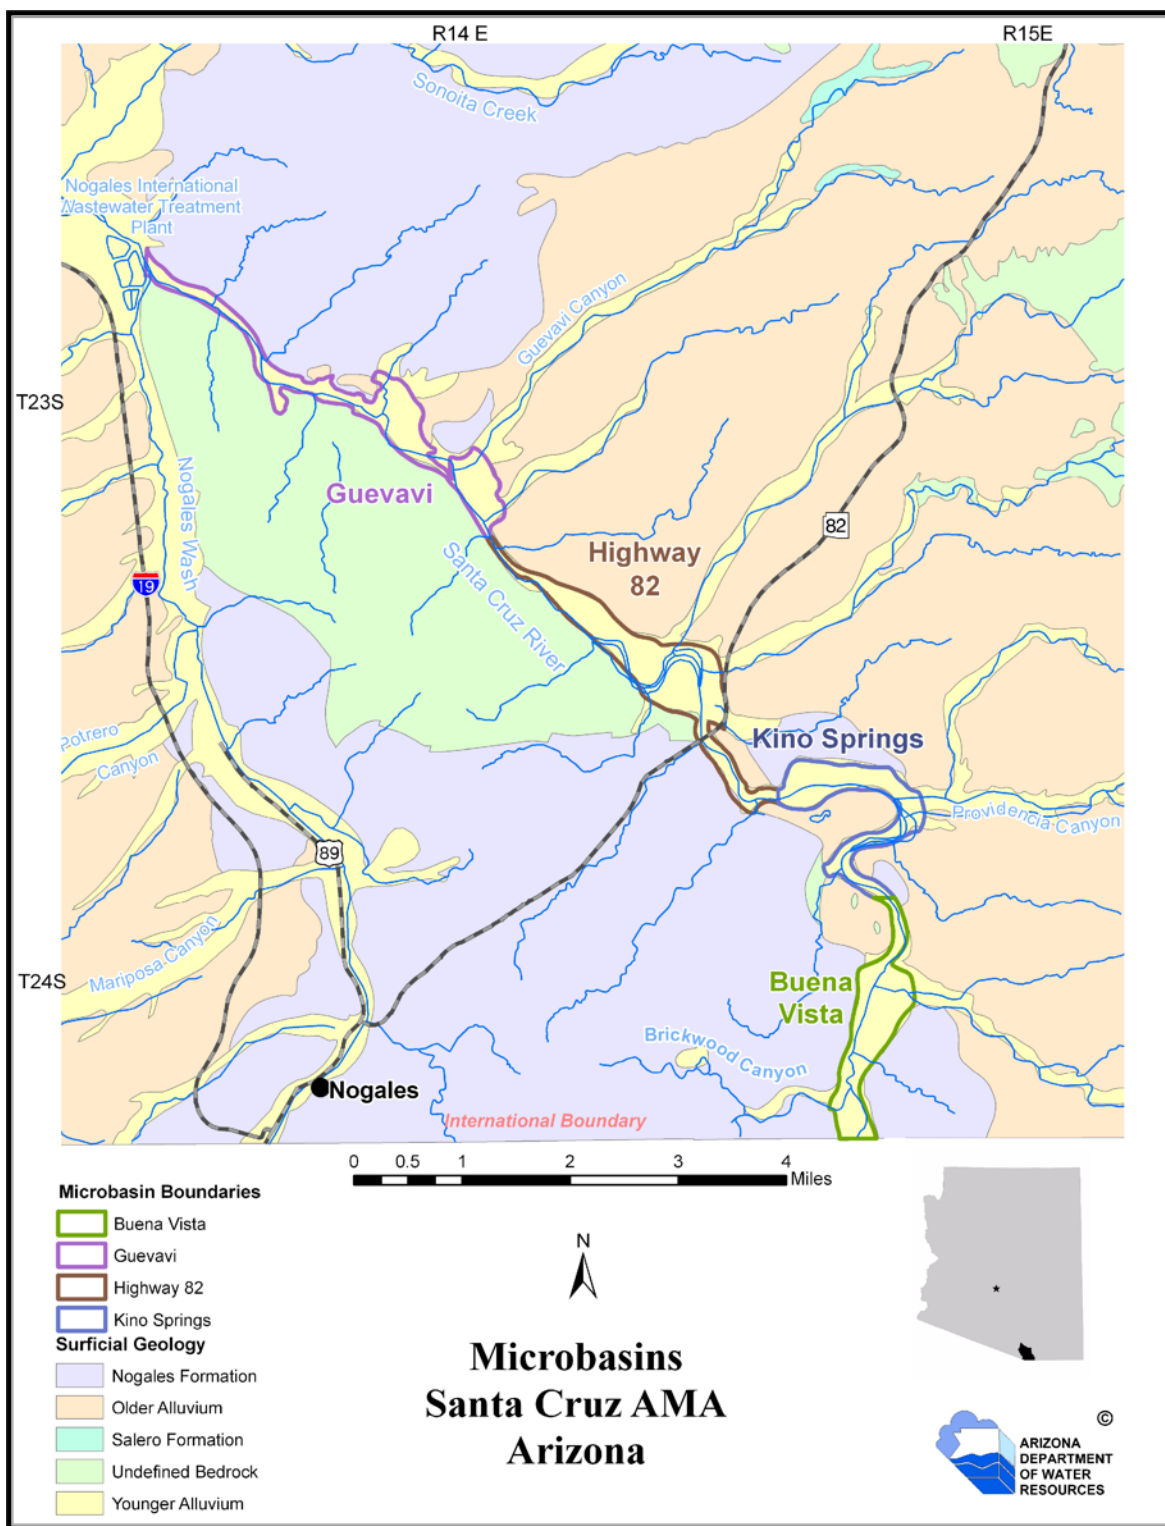 R14 E
R15E
Sonoita Creek
Nogales International
Wastewater Treatment
Plant
Guevavi Canyon
T23S
Nogales Wash
Guevavi
82
Highway
82
Santa Cruz River
19
Potrero
Canyon
Kino Springs
Providencia Canyon
89
Mariposa Canyon
T24S
Buena
Vista
Brickwood Canyon
Nogales
International Boundary
0 0.5 1 2 3 4
Miles
Microbasin Boundaries
Buena Vista
Guevavi
Highway 82
Kino Springs
Surficial Geology
Nogales Formation
Older Alluvium
Salero Formation
Undefined Bedrock
Younger Alluvium
N
Microbasins
Santa Cruz AMA
Arizona
©
ARIZONA
DEPARTMENT
OF WATER
RESOURCES